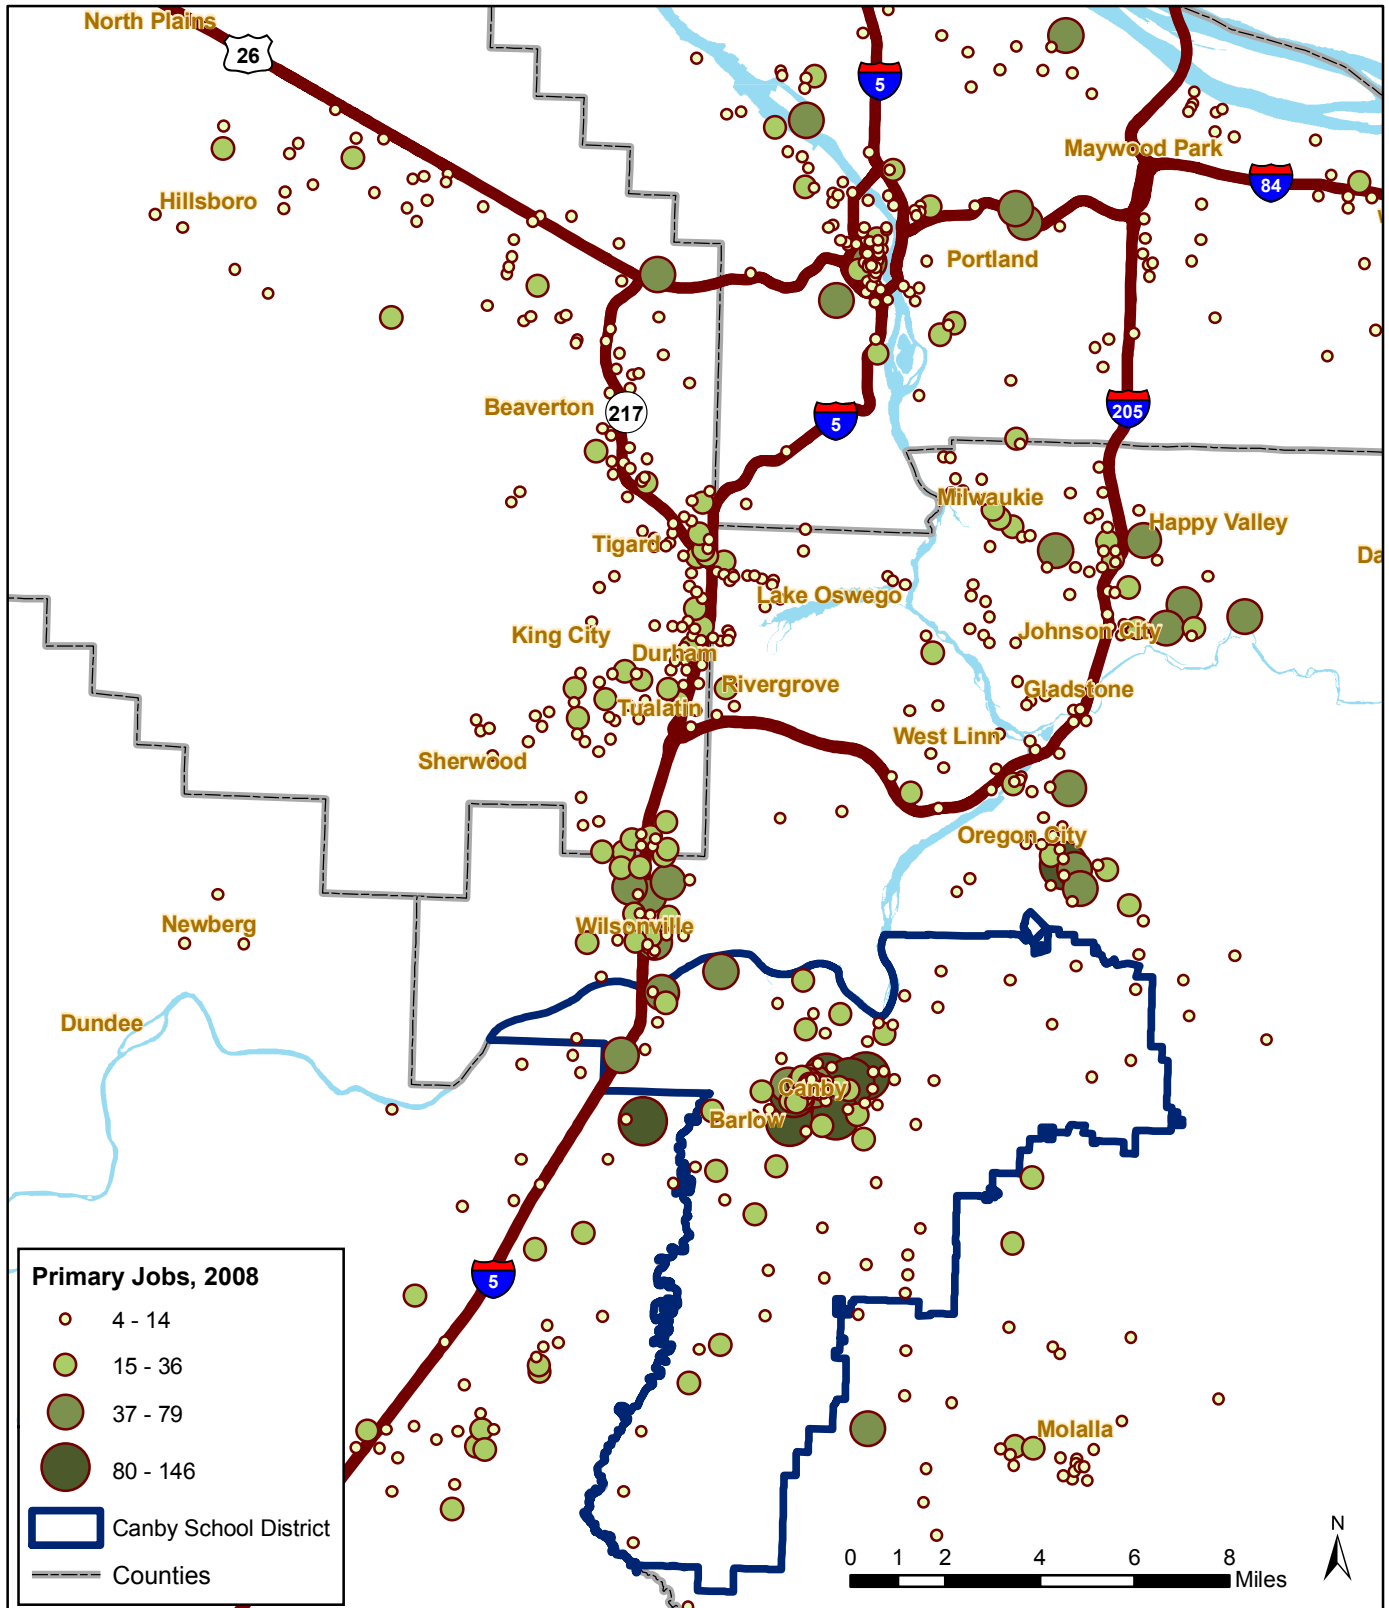 North Plains
26
5
Maywood Park
84
Hillsboro
Portland
Beaverton
217
5
205
Milwaukie
Happy Valley
Tigard
Da
Lake Oswego
King City
Johnson City
Durham
Rivergrove
Gladstone
Tualatin
West Linn
Sherwood
Oregon City
Newberg
Wilsonville
Dundee
Canby
Barlow
5
Molalla
Primary Jobs, 2008
4 - 14
15 - 36
37 - 79
80 - 146
Canby School District
Counties
0 1 2 4 6 8
Miles
N